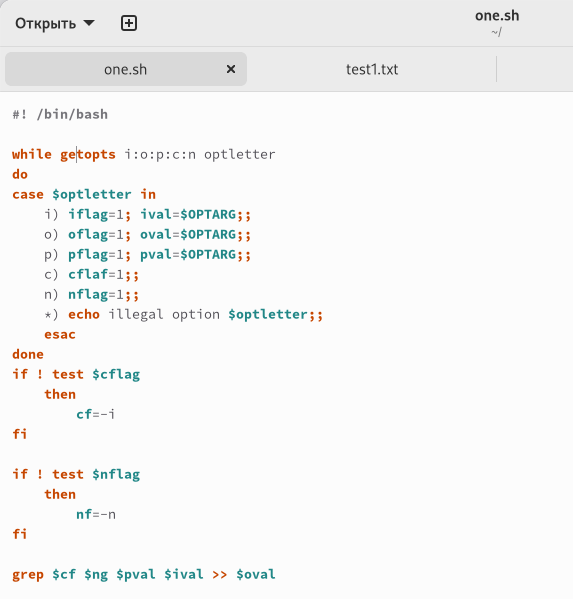 Открыть
one.sh
~/
one.sh
test1.txt
#! /bin/bash
while getopts i:o:p:c:n optletter
do
case $optletter in
i) iflag=1; ival=$OPTARG;;
o) oflag=1; oval=$OPTARG;;
p) pflag=1; pval=$OPTARG;;
c) cflaf=1;;
n) nflag=1;;
*) echo illegal option $optletter;;
esac
done
if ! test $cflag
then
cf=-i
fi
if ! test $nflag
then
nf=-n
fi
grep $cf $ng $pval $ival >> $oval